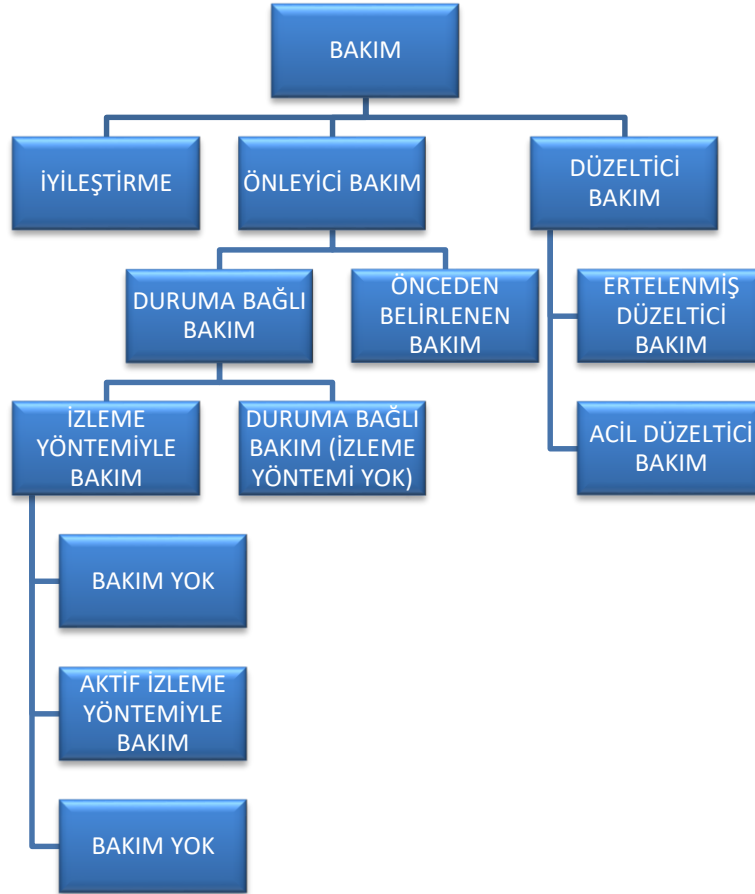 BAKIM
İYİLEŞTİRME
ÖNLEYİCİ BAKIM
DÜZELTİCİ
BAKIM
DURUMA BAĞLI
BAKIM
ÖNCEDEN
BELİRLENEN
BAKIM
ERTELENMİŞ
DÜZELTİCİ
BAKIM
İZLEME
YÖNTEMİYLE
BAKIM
DURUMA BAĞLI
BAKIM (İZLEME
YÖNTEMİ YOK)
ACİL DÜZELTİCİ
BAKIM
BAKIM YOK
AKTİF İZLEME
YÖNTEMİYLE
BAKIM
BAKIM YOK